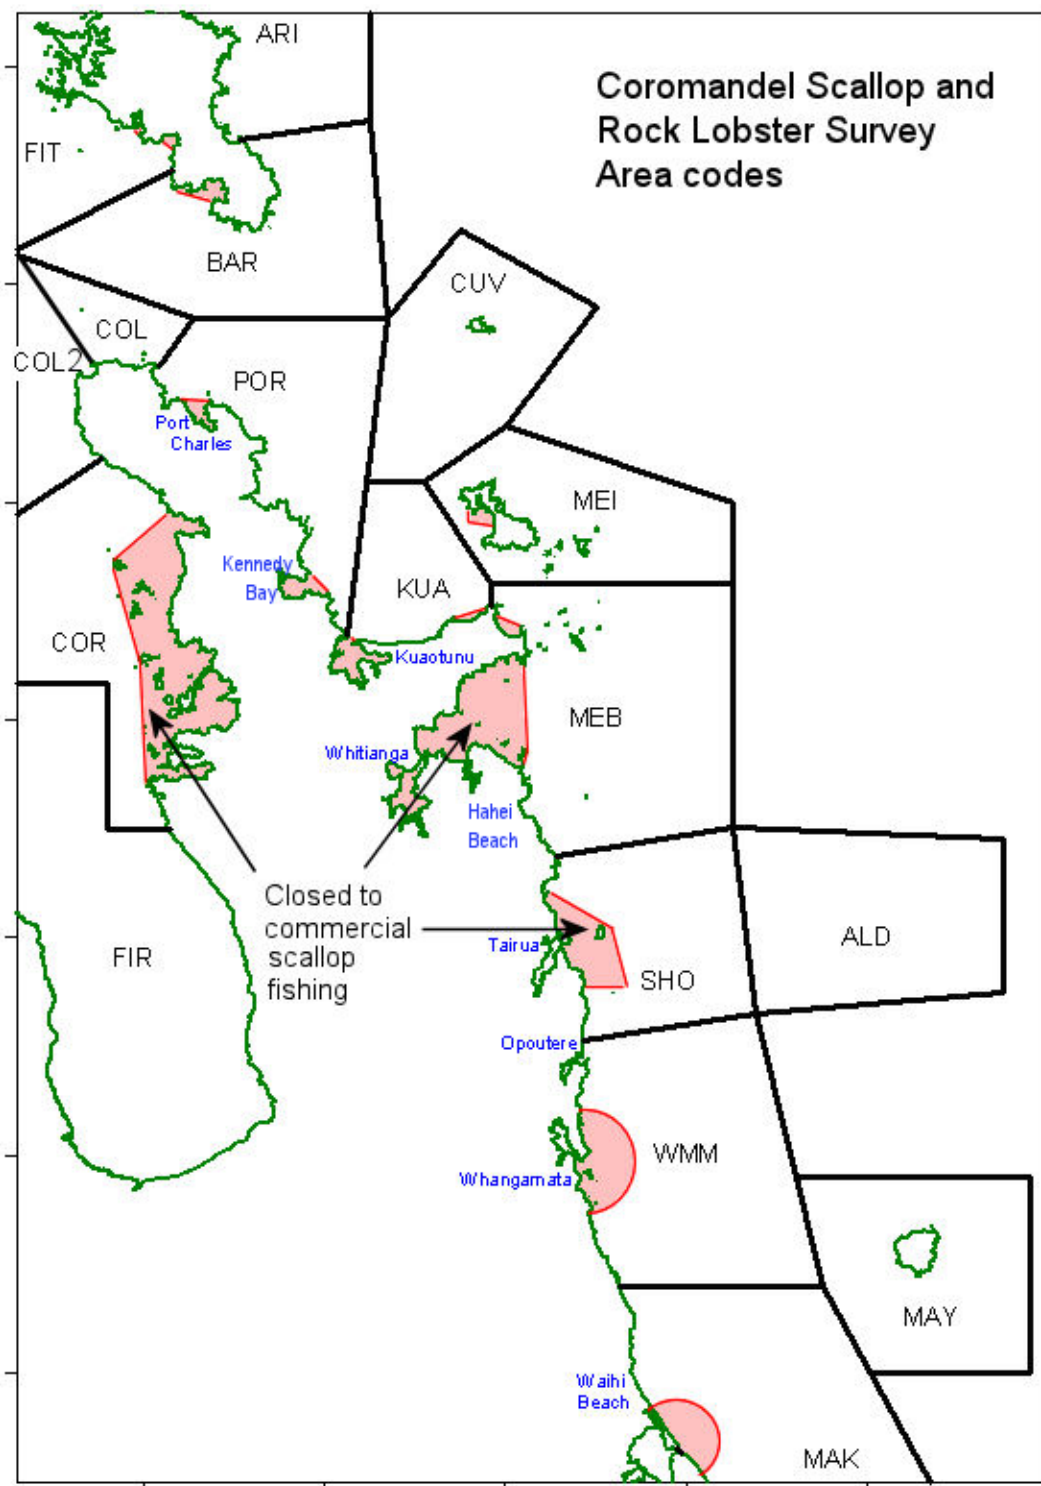 ARI
Coromandel Scallop and
Rock Lobster Survey
Area codes
FIT
BAR
CUV
COL
COL2
POR
Port
Charles
MEI
Kennedy
Bay
KUA
COR
Kuaotunu
MEB
Whitianga
Hahei
Beach
Closed to
commercial
scallop
fishing
Tairua
ALD
FIR
SHO
Opoutere
WMM
Whangamata
MAY
Waihi
Beach
MAK